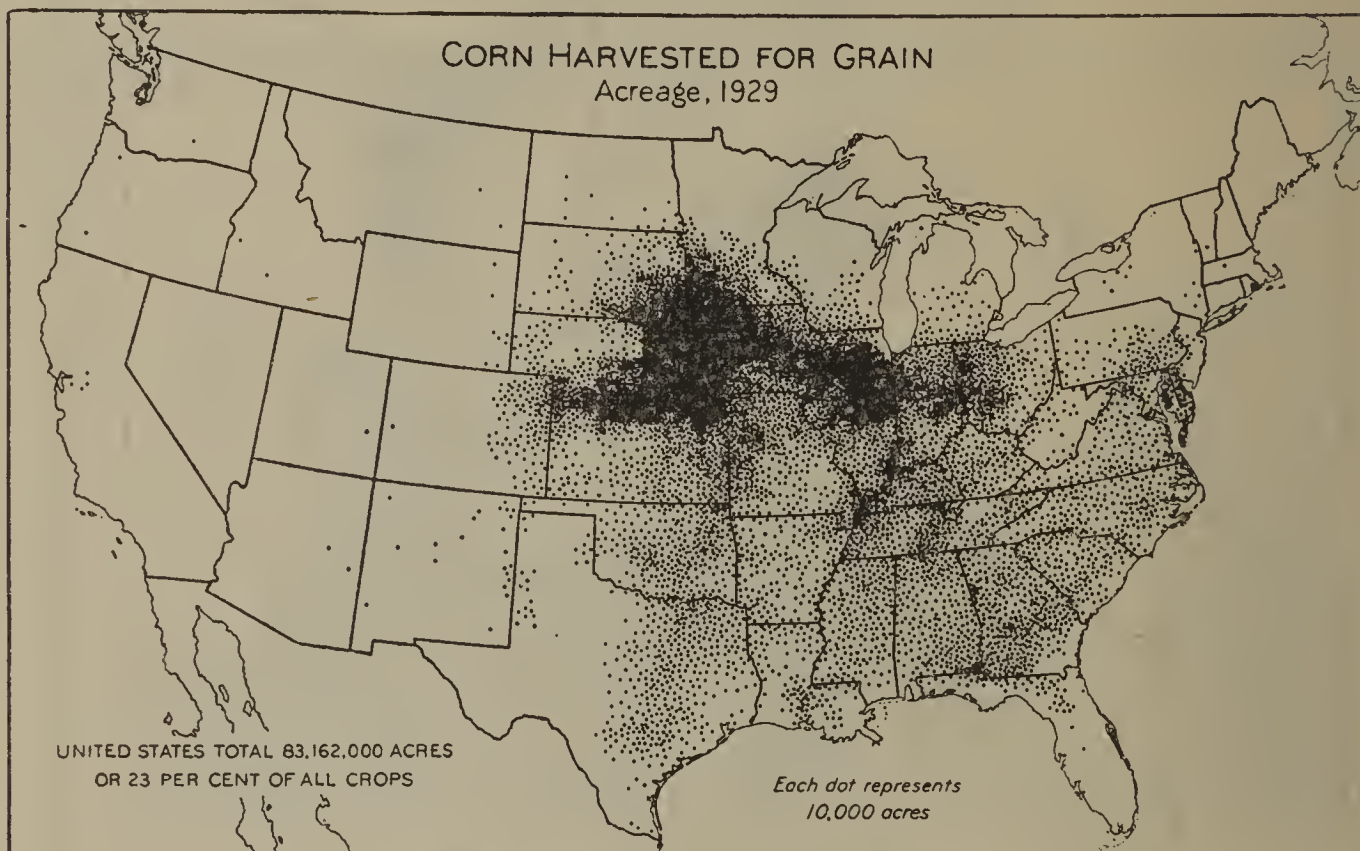 CORN HARVESTED FOR GRAIN
Acreage, 1929
UNITED STATES TOTAL 83,162,000 ACRES
OR 23 PER CENT OF ALL CROPS
Each dot represents
10,000 acres